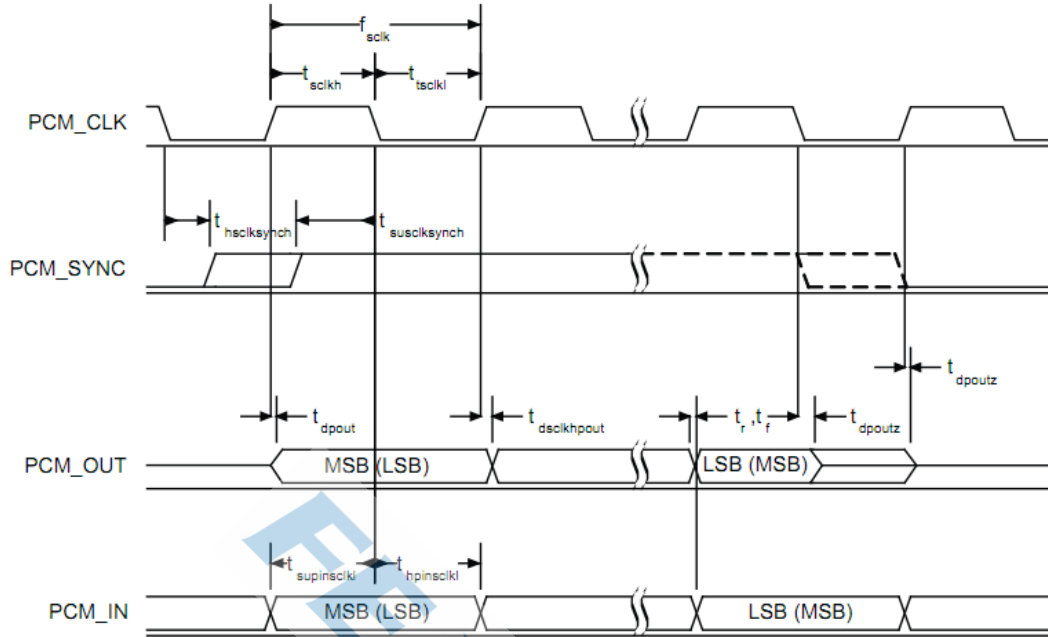 f sclk
t sclkh t tsclkl
PCM_CLK
t hsclksynch t susclksynch
PCM_SYNC
t dpoutz
t dpout t dsclkhpout t r ,t f t dpoutz
PCM_OUT MSB (LSB) LSB (MSB)
t supinsclkl t hpinsclkl
PCM_IN MSB (LSB) LSB (MSB)
FE